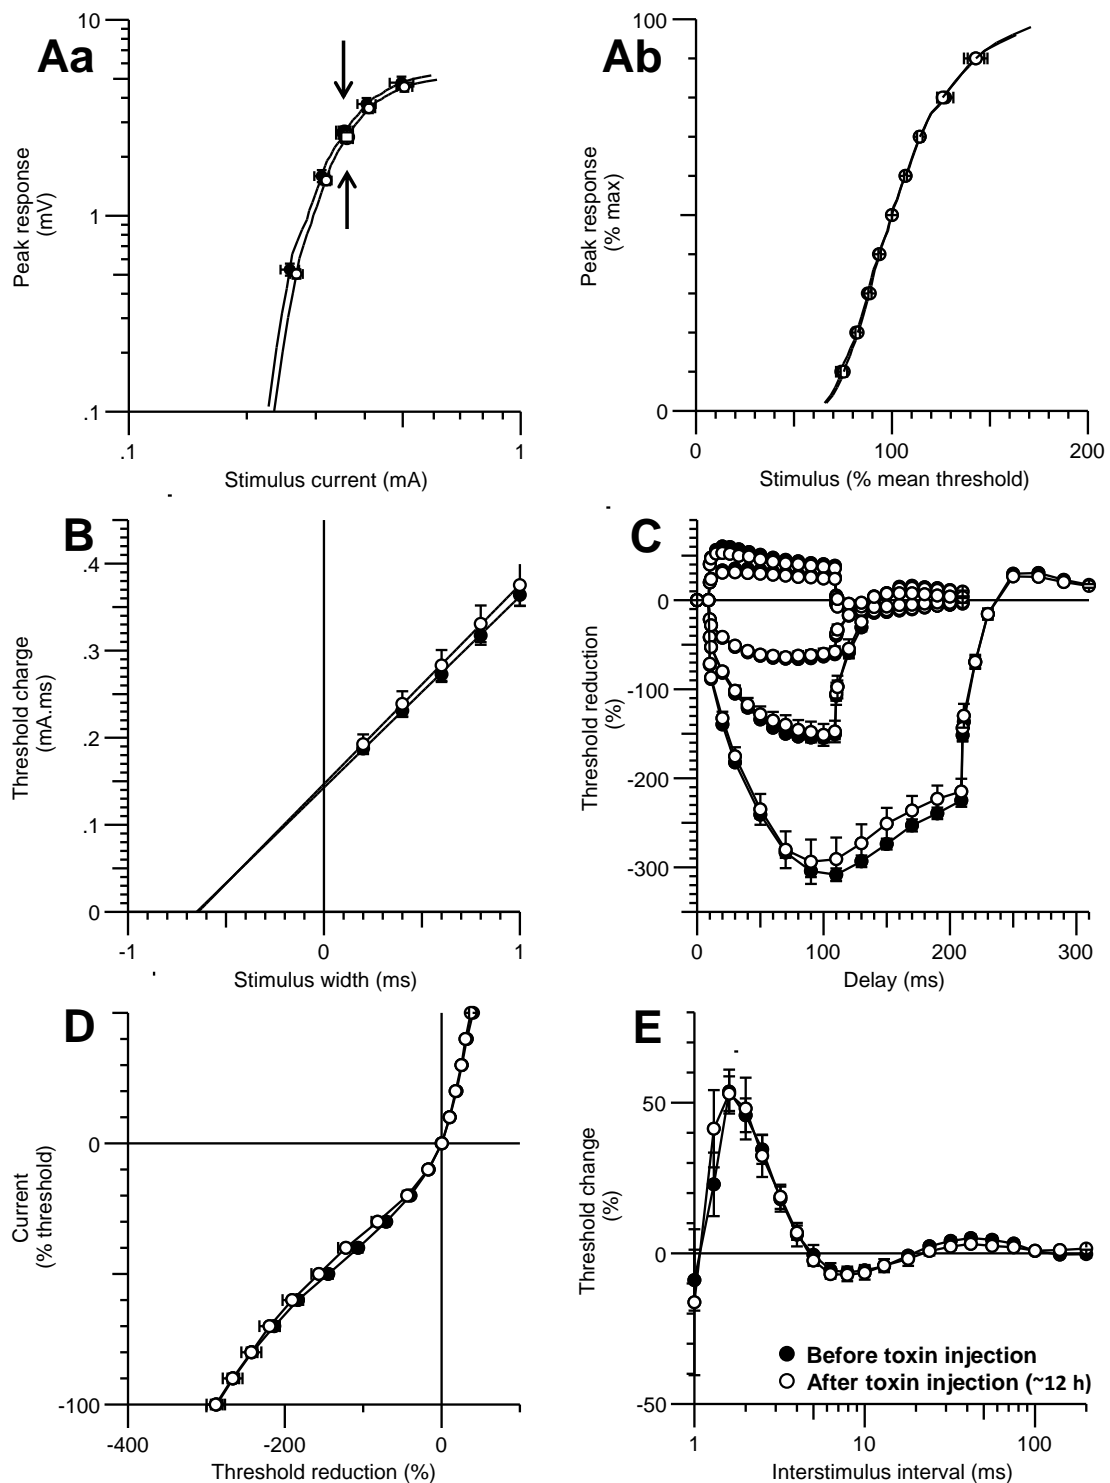 Aa
10
1
.1
.1
1
Peak response
(mV)
Stimulus current (mA)
Ab
100
0
0
100
200
Peak response
(% max)
Stimulus (% mean threshold)
B
.4
.3
.2
.1
0
-1
0
1
Threshold charge
(mA.ms)
Stimulus width (ms)
C
0
-100
-200
-300
0
100
200
300
Threshold reduction
(%)
Delay (ms)
D
0
-100
-400
-200
0
Current
(% threshold)
Threshold reduction (%)
E
50
0
-50
1
10
100
Threshold change
(%)
Before toxin injection
After toxin injection (~12 h)
Interstimulus interval (ms)